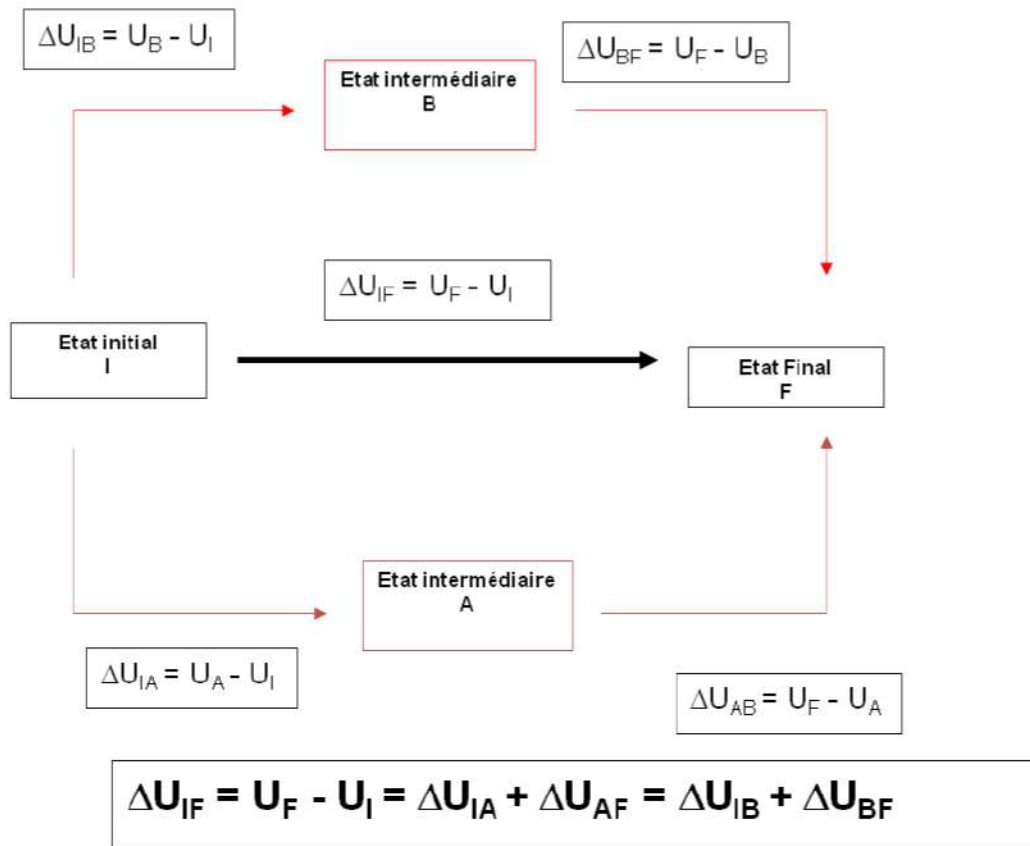 ΔU_IB = U_B - U_I
ΔU_BF = U_F - U_B
Etat intermédiaire
B
ΔU_IF = U_F - U_I
Etat initial
I
Etat Final
F
Etat intermédiaire
A
ΔU_IA = U_A - U_I
ΔU_AB = U_F - U_A
ΔU_IF = U_F - U_I = ΔU_IA + ΔU_AF = ΔU_IB + ΔU_BF